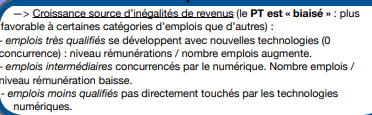 —> Croissance source d'inégalités de revenus (le PT est « biaisé » : plus
favorable à certaines catégories d'emplois que d'autres) :
- emplois très qualifiés se développent avec nouvelles technologies (0
concurrence) : niveau rémunérations / nombre emplois augmente.
- emplois intermédiaires concurrencés par le numérique. Nombre emplois /
niveau rémunération baisse.
- emplois moins qualifiés pas directement touchés par les technologies
numériques.